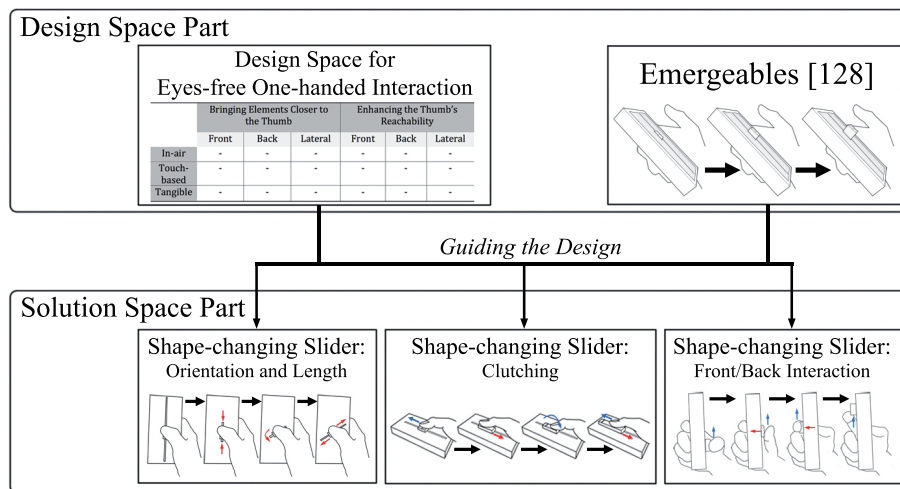 Design Space Part
Design Space for
Eyes-free One-handed Interaction
Bringing Elements Closer to
the Thumb
Enhancing the Thumb's
Reachability
Front Back Lateral Front Back Lateral
In-air - - - - - -
Touch-
based - - - - - -
Tangible - - - - - -
Emergeables [128]
Guiding the Design
Solution Space Part
Shape-changing Slider:
Orientation and Length
Shape-changing Slider:
Clutching
Shape-changing Slider:
Front/Back Interaction